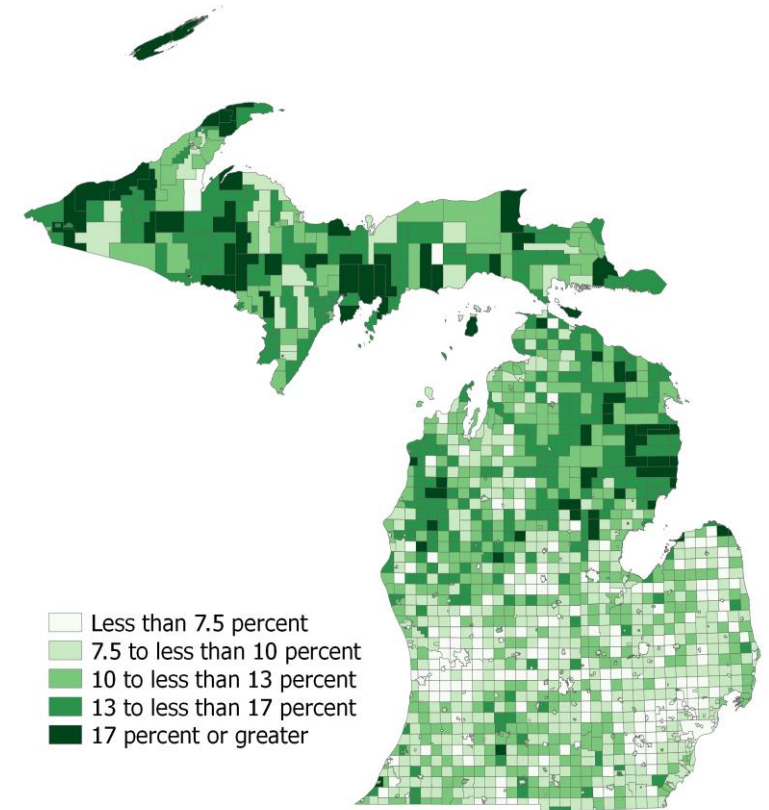 Less than 7.5 percent
7.5 to less than 10 percent
10 to less than 13 percent
13 to less than 17 percent
17 percent or greater